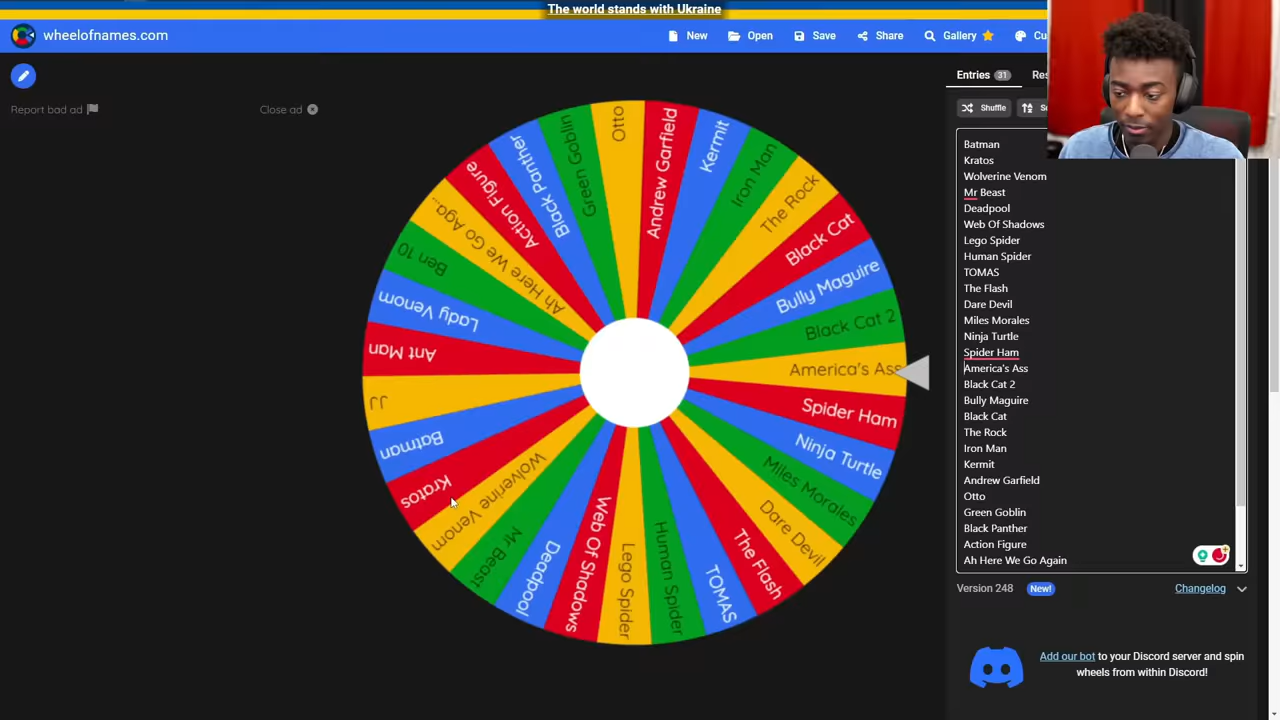 The world stands with Ukraine
wheelofnames.com
New
Open
Save
Share
Gallery
Report bad ad
Close ad
Entries 31
Shuffle
Batman
Kratos
Wolverine Venom
Mr Beast
Deadpool
Web Of Shadows
Lego Spider
Human Spider
TOMAS
The Flash
Dare Devil
Miles Morales
Ninja Turtle
Spider Ham
America's Ass
Black Cat 2
Bully Maguire
Black Cat
The Rock
Iron Man
Kermit
Andrew Garfield
Otto
Green Goblin
Black Panther
Action Figure
Ah Here We Go Again
Otto
Andrew Garfield
Kermit
Iron Man
The Rock
Black Cat
Bully Maguire
Black Cat 2
America's Ass
Spider Ham
Ninja Turtle
Miles Morales
Dare Devil
The Flash
TOMAS
Human Spider
Lego Spider
Web Of Shadows
Deadpool
Mr Beast
Wolverine Venom
Kratos
Batman
JJ
Ant Man
Lady Venom
Ben 10
Ah Here We Go Aga...
Action Figure
Black Panther
Green Goblin
Version 248
New!
Changelog
Add our bot to your Discord server and spin
wheels from within Discord!